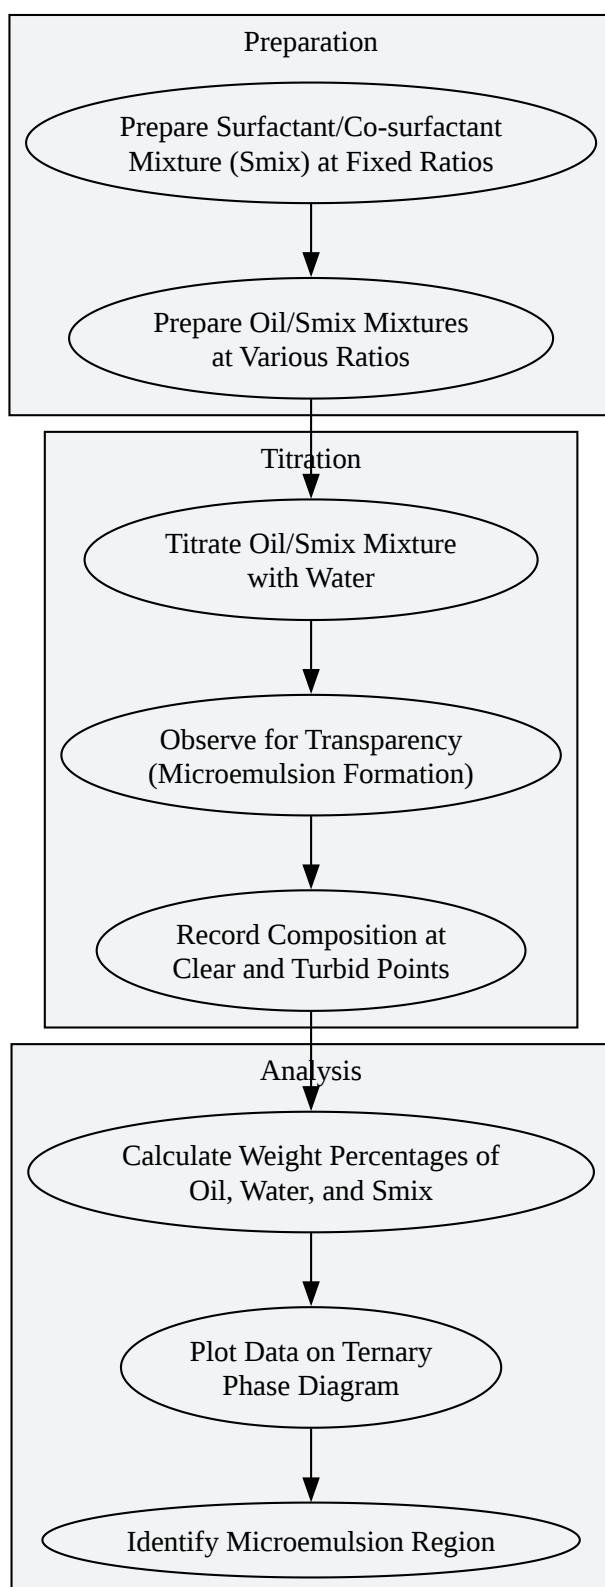 Preparation
Prepare Surfactant/Co-surfactant
Mixture (Smix) at Fixed Ratios
Prepare Oil/Smix Mixtures
at Various Ratios
Titration
Titrate Oil/Smix Mixture
with Water
Observe for Transparency
(Microemulsion Formation)
Record Composition at
Clear and Turbid Points
Analysis
Calculate Weight Percentages of
Oil, Water, and Smix
Plot Data on Ternary
Phase Diagram
Identify Microemulsion Region